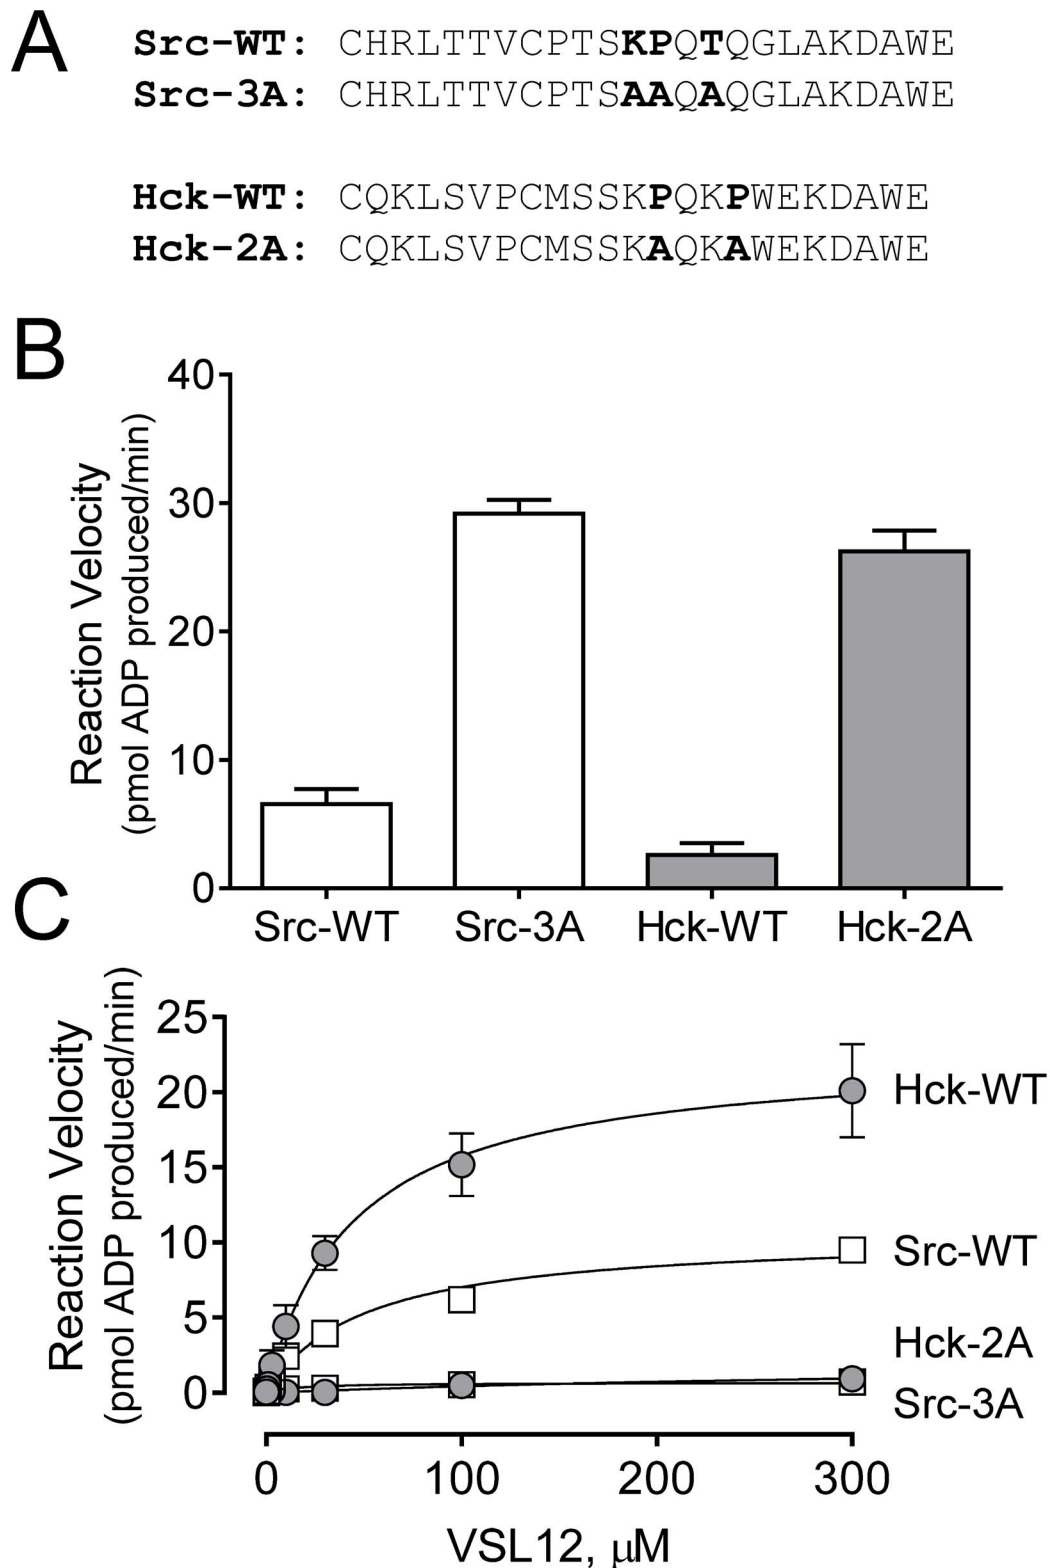 A
Src-WT: CHRLTTVCPTSKPQTQGLAKDAWE
Src-3A: CHRLTTVCPTSAAQAQGLAKDAWE
Hck-WT: CQKLSVPCMSSKPQKPWEKDAWE
Hck-2A: CQKLSVPCMSSKAQKAWEKDAWE
B
Reaction Velocity
(pmol ADP produced/min)
40
30
20
10
0
Src-WT Src-3A Hck-WT Hck-2A
C
Reaction Velocity
(pmol ADP produced/min)
25
20
15
10
5
0
Hck-WT
Src-WT
Hck-2A
Src-3A
0 100 200 300
VSL12, μM